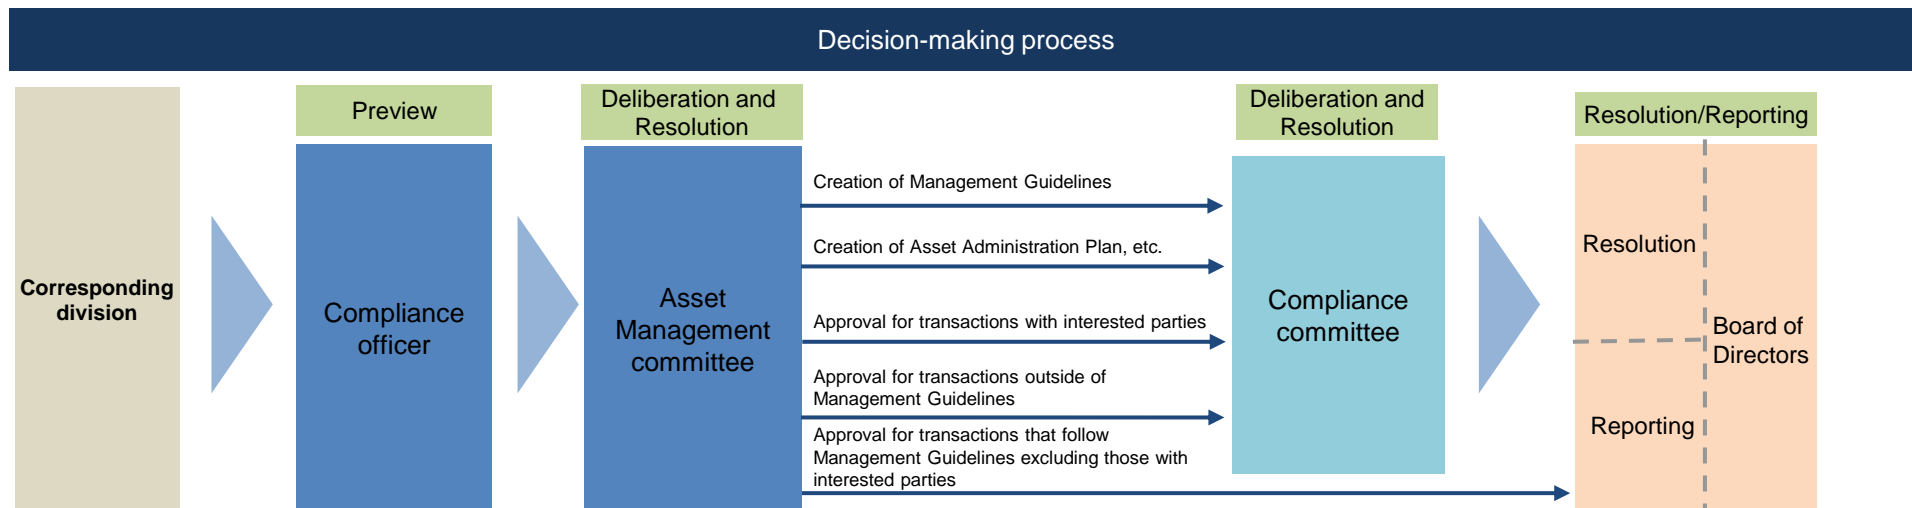 Decision-making process
Corresponding
division
Preview
Compliance
officer
Deliberation and
Resolution
Asset
Management
committee
Creation of Management Guidelines
Creation of Asset Administration Plan, etc.
Approval for transactions with interested parties
Approval for transactions outside of
Management Guidelines
Approval for transactions that follow
Management Guidelines excluding those with
interested parties
Deliberation and
Resolution
Compliance
committee
Resolution/Reporting
Resolution
Reporting
Board of
Directors